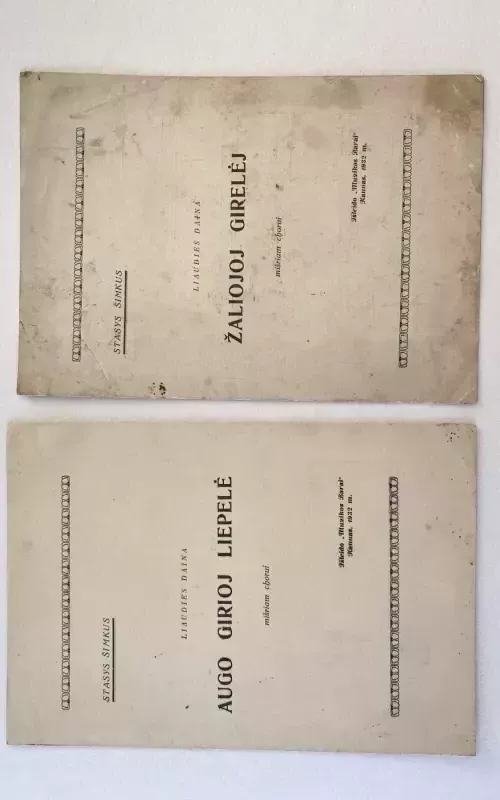 STASYS ŠIMKUS
LIAUDIES DAINA
ŽALIOJOJ GIRELĖJ
mišriam chorui
Išleido „Muzikos Barai“
Kaunas, 1932 m.
STASYS ŠIMKUS
LIAUDIES DAINA
AUGO GIRIOJ LIEPELĖ
mišriam chorui
Išleido „Muzikos Barai“
Kaunas, 1932 m.